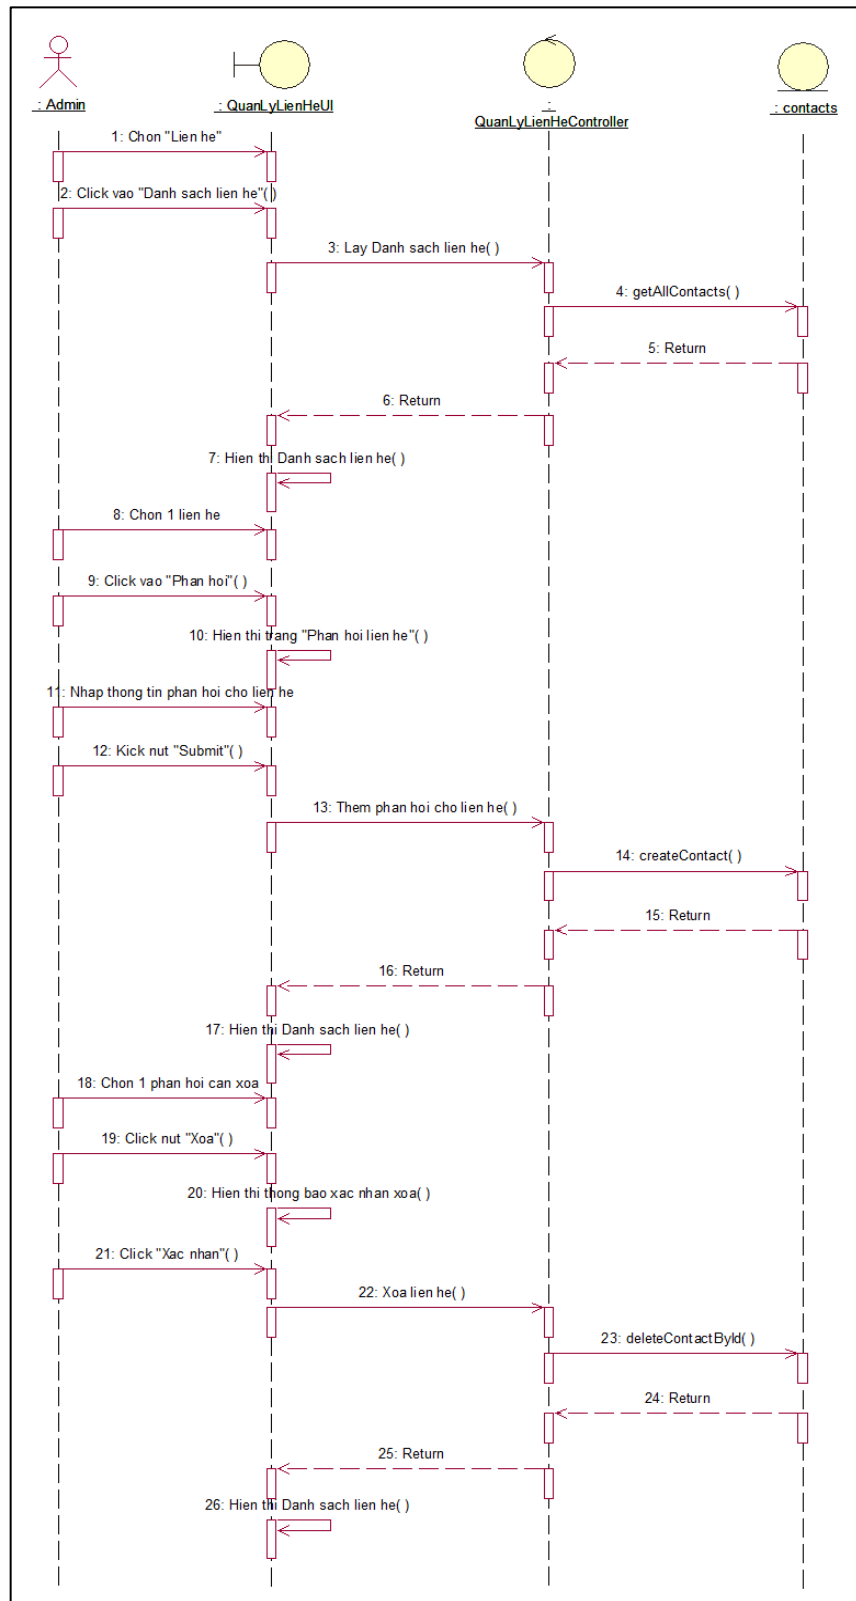 : Admin
: QuanLyLienHeUI
:
QuanLyLienHeController
: contacts
1: Chon "Lien he"
2: Click vao "Danh sach lien he"( )
3: Lay Danh sach lien he( )
4: getAllContacts( )
5: Return
6: Return
7: Hien thi Danh sach lien he( )
8: Chon 1 lien he
9: Click vao "Phan hoi"( )
10: Hien thi trang "Phan hoi lien he"( )
11: Nhap thong tin phan hoi cho lien he
12: Kick nut "Submit"( )
13: Them phan hoi cho lien he( )
14: createContact( )
15: Return
16: Return
17: Hien thi Danh sach lien he( )
18: Chon 1 phan hoi can xoa
19: Click nut "Xoa"( )
20: Hien thi thong bao xac nhan xoa( )
21: Click "Xac nhan"( )
22: Xoa lien he( )
23: deleteContactById( )
24: Return
25: Return
26: Hien thi Danh sach lien he( )